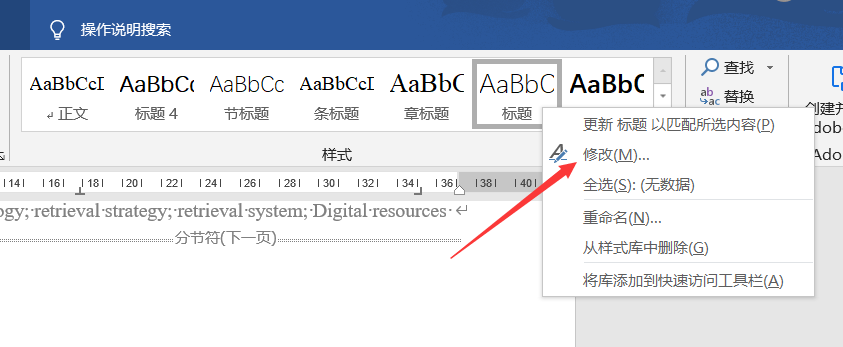 操作说明搜索
AaBbCcI AaBbCc AaBbCc AaBbCcI AaBbC AaBbC AaBbC
正文 标题 4 节标题 条标题 章标题 标题
样式
查找
替换
ab
ac
创建并
dob
Ado
更新 标题 以匹配所选内容(P)
修改(M)...
全选(S): (无数据)
重命名(N)...
从样式库中删除(G)
将库添加到快速访问工具栏(A)
14 16 18 20 22 24 26 28 30 32 34 36 38 40
ogy; retrieval strategy; retrieval system; Digital resources
分节符(下一页)